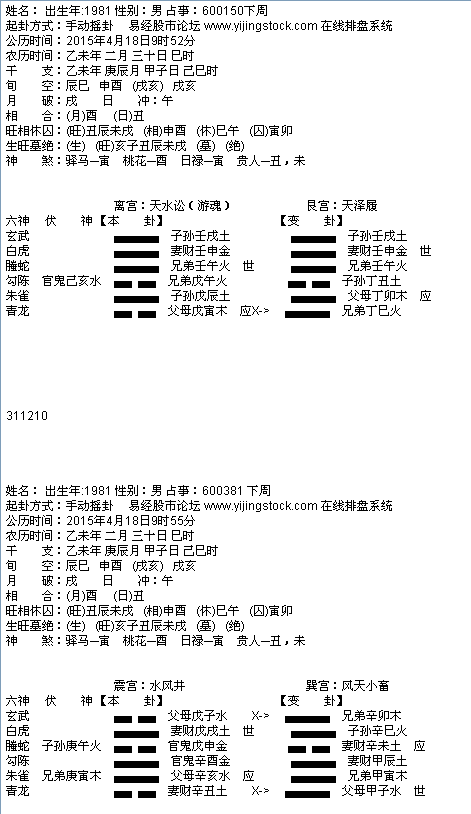 姓名： 出生年:1981 性别：男 占事：600150下周
起卦方式：手动摇卦 易经股市论坛 www.yijingstock.com 在线排盘系统
公历时间：2015年4月18日9时52分
农历时间：乙未年 二月 三十日 巳时
干 支：乙未年 庚辰月 甲子日 己巳时
旬 空：辰巳 申酉 (戌亥) 戌亥
月 破：戌 日 冲：午
相 合：(月)酉 (日)丑
旺相休囚：(旺)丑辰未戌 (相)申酉 (休)巳午 (囚)寅卯
生旺墓绝：(生) (旺)亥子丑辰未戌 (墓) (绝)
神 煞：驿马—寅 桃花—酉 日禄—寅 贵人—丑，未
离宫：天水讼（游魂） 艮宫：天泽履
六神 伏 神【本 卦】 【变 卦】
玄武 子孙壬戌土 子孙壬戌土
白虎 妻财壬申金 妻财壬申金 世
螣蛇 兄弟壬午火 世 兄弟壬午火
勾陈 官鬼己亥水 兄弟戊午火 子孙丁丑土
朱雀 子孙戊辰土 父母丁卯木 应
青龙 父母戊寅木 应X-> 兄弟丁巳火
311210
姓名： 出生年:1981 性别：男 占事：600381 下周
起卦方式：手动摇卦 易经股市论坛 www.yijingstock.com 在线排盘系统
公历时间：2015年4月18日9时55分
农历时间：乙未年 二月 三十日 巳时
干 支：乙未年 庚辰月 甲子日 己巳时
旬 空：辰巳 申酉 (戌亥) 戌亥
月 破：戌 日 冲：午
相 合：(月)酉 (日)丑
旺相休囚：(旺)丑辰未戌 (相)申酉 (休)巳午 (囚)寅卯
生旺墓绝：(生) (旺)亥子丑辰未戌 (墓) (绝)
神 煞：驿马—寅 桃花—酉 日禄—寅 贵人—丑，未
震宫：水风井 巽宫：风天小畜
六神 伏 神【本 卦】 【变 卦】
玄武 父母戊子水 X-> 兄弟辛卯木
白虎 妻财戊戌土 世 子孙辛巳火
螣蛇 子孙庚午火 官鬼戊申金 妻财辛未土 应
勾陈 官鬼辛酉金 妻财甲辰土
朱雀 兄弟庚寅木 父母辛亥水 应 兄弟甲寅木
青龙 妻财辛丑土 X-> 父母甲子水 世